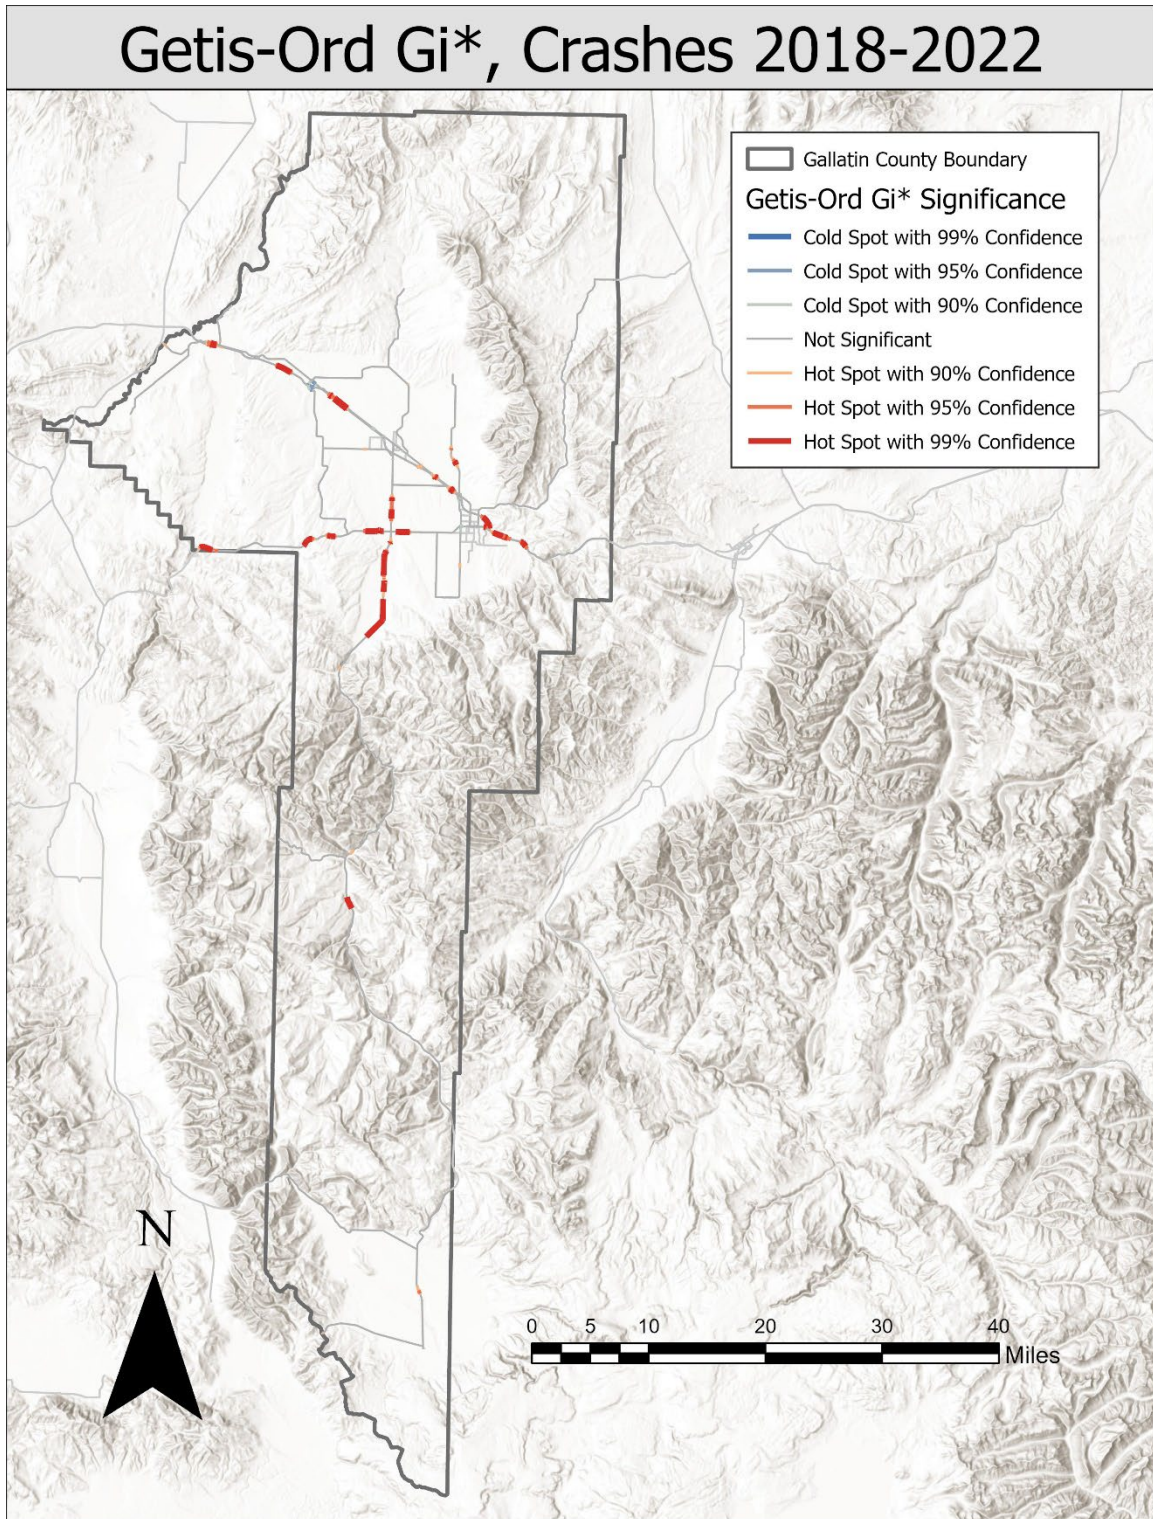 Getis-Ord Gi*, Crashes 2018-2022
Gallatin County Boundary
Getis-Ord Gi* Significance
Cold Spot with 99% Confidence
Cold Spot with 95% Confidence
Cold Spot with 90% Confidence
Not Significant
Hot Spot with 90% Confidence
Hot Spot with 95% Confidence
Hot Spot with 99% Confidence
N
0 5 10 20 30 40
Miles